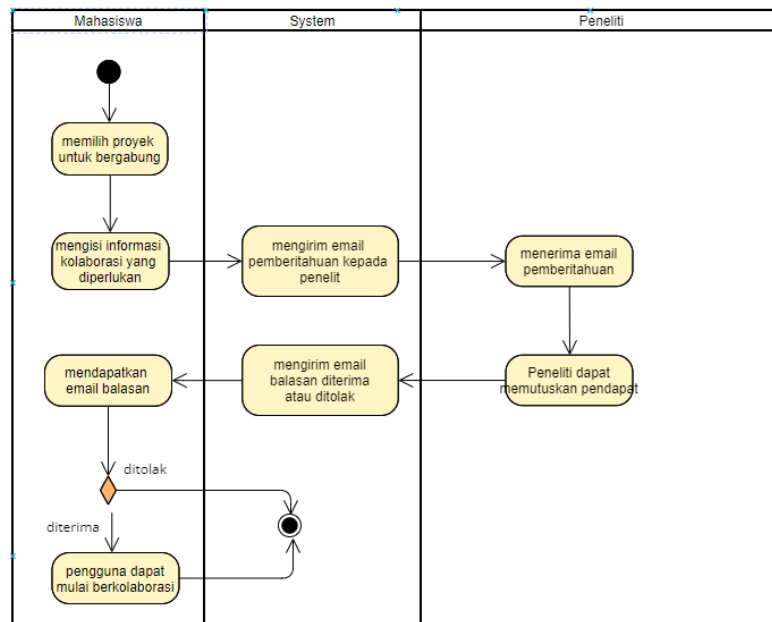 Mahasiswa
System
Peneliti
memilih proyek
untuk bergabung
mengisi informasi
kolaborasi yang
diperlukan
mengirim email
pemberitahuan kepada
penelit
menerima email
pemberitahuan
Peneliti dapat
memutuskan pendapat
mengirim email
balasan diterima
atau ditolak
mendapatkan
email balasan
ditolak
diterima
pengguna dapat
mulai berkolaborasi